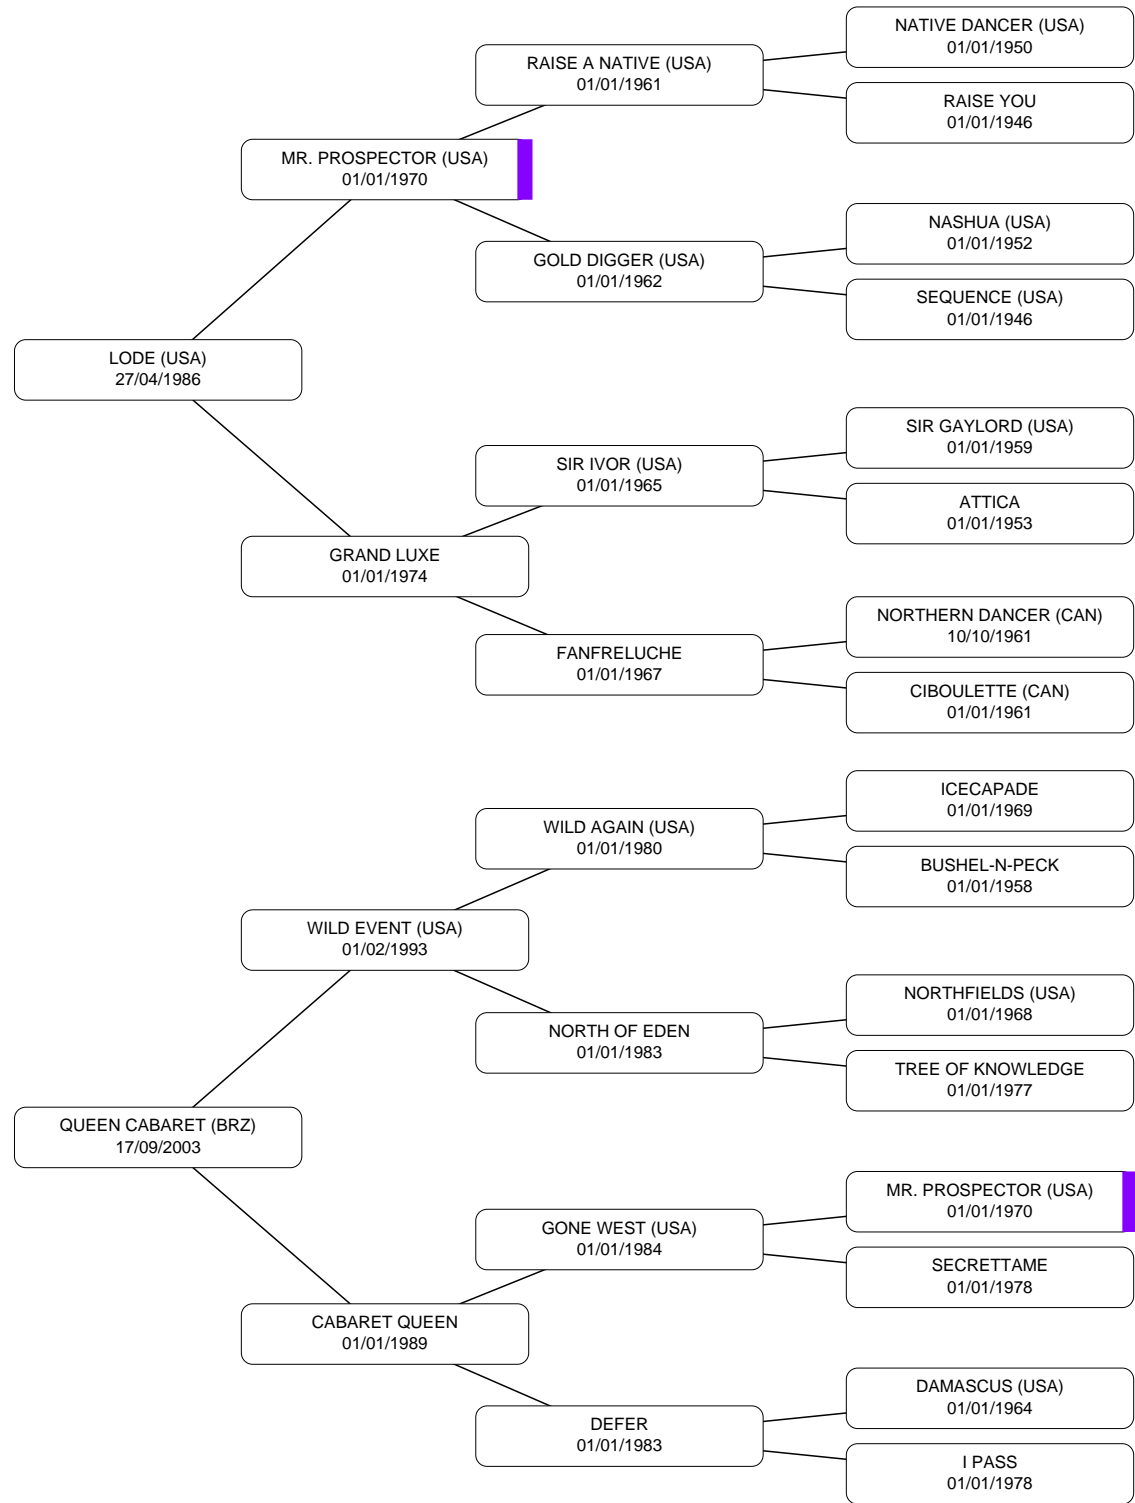 NATIVE DANCER (USA)
01/01/1950
RAISE A NATIVE (USA)
01/01/1961
RAISE YOU
01/01/1946
MR. PROSPECTOR (USA)
01/01/1970
NASHUA (USA)
01/01/1952
GOLD DIGGER (USA)
01/01/1962
SEQUENCE (USA)
01/01/1946
LODE (USA)
27/04/1986
SIR GAYLORD (USA)
01/01/1959
SIR IVOR (USA)
01/01/1965
ATTICA
01/01/1953
GRAND LUXE
01/01/1974
NORTHERN DANCER (CAN)
10/10/1961
FANFRELUCHE
01/01/1967
CIBOULETTE (CAN)
01/01/1961
ICECAPADE
01/01/1969
WILD AGAIN (USA)
01/01/1980
BUSHEL-N-PECK
01/01/1958
WILD EVENT (USA)
01/02/1993
NORTHFIELDS (USA)
01/01/1968
NORTH OF EDEN
01/01/1983
TREE OF KNOWLEDGE
01/01/1977
QUEEN CABARET (BRZ)
17/09/2003
MR. PROSPECTOR (USA)
01/01/1970
GONE WEST (USA)
01/01/1984
SECRETTAME
01/01/1978
CABARET QUEEN
01/01/1989
DAMASCUS (USA)
01/01/1964
DEFER
01/01/1983
I PASS
01/01/1978